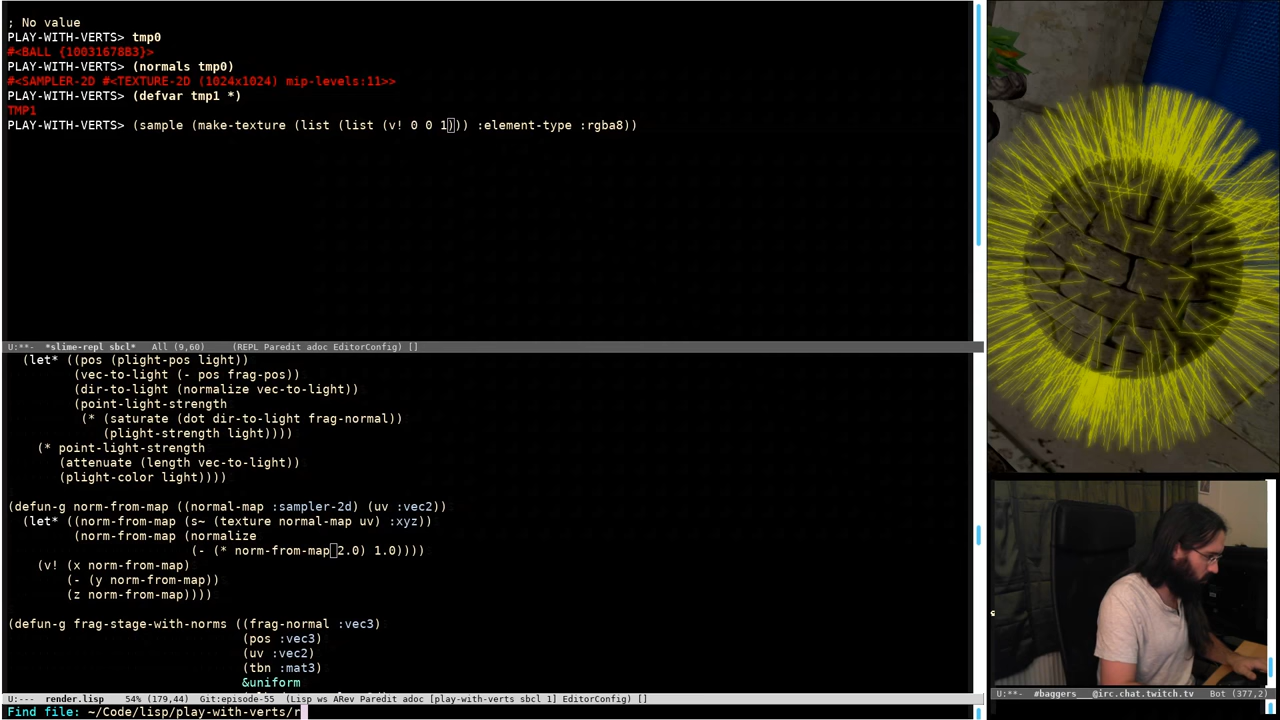 ; No value
PLAY-WITH-VERTS> tmp0
#<BALL {10031678B3}>
PLAY-WITH-VERTS> (normals tmp0)
#<SAMPLER-2D #<TEXTURE-2D (1024x1024) mip-levels:11>>
PLAY-WITH-VERTS> (defvar tmp1 *)
TMP1
PLAY-WITH-VERTS> (sample (make-texture (list (list (v! 0 0 1))) :element-type :rgba8))
U:**-  *slime-repl sbcl*   All (9,60)     (REPL Paredit adoc EditorConfig) []
(let* ((pos (plight-pos light))
(vec-to-light (- pos frag-pos))
(dir-to-light (normalize vec-to-light))
(point-light-strength
(* (saturate (dot dir-to-light frag-normal))
(plight-strength light))))
(* point-light-strength
(attenuate (length vec-to-light))
(plight-color light))))
(defun-g norm-from-map ((normal-map :sampler-2d) (uv :vec2))
(let* ((norm-from-map (s~ (texture normal-map uv) :xyz))
(norm-from-map (normalize
(- (* norm-from-map 2.0) 1.0))))
(v! (x norm-from-map)
(- (y norm-from-map))
(z norm-from-map))))
(defun-g frag-stage-with-norms ((frag-normal :vec3)
(pos :vec3)
(uv :vec2)
(tbn :mat3)
&uniform
U:---  render.lisp    54% (179,44)   Git:episode-55  (Lisp ws ARev Paredit adoc [play-with-verts sbcl 1] EditorConfig) []
U:**-  #baggers___@irc.chat.twitch.tv   Bot (377,2)
Find file: ~/Code/lisp/play-with-verts/r